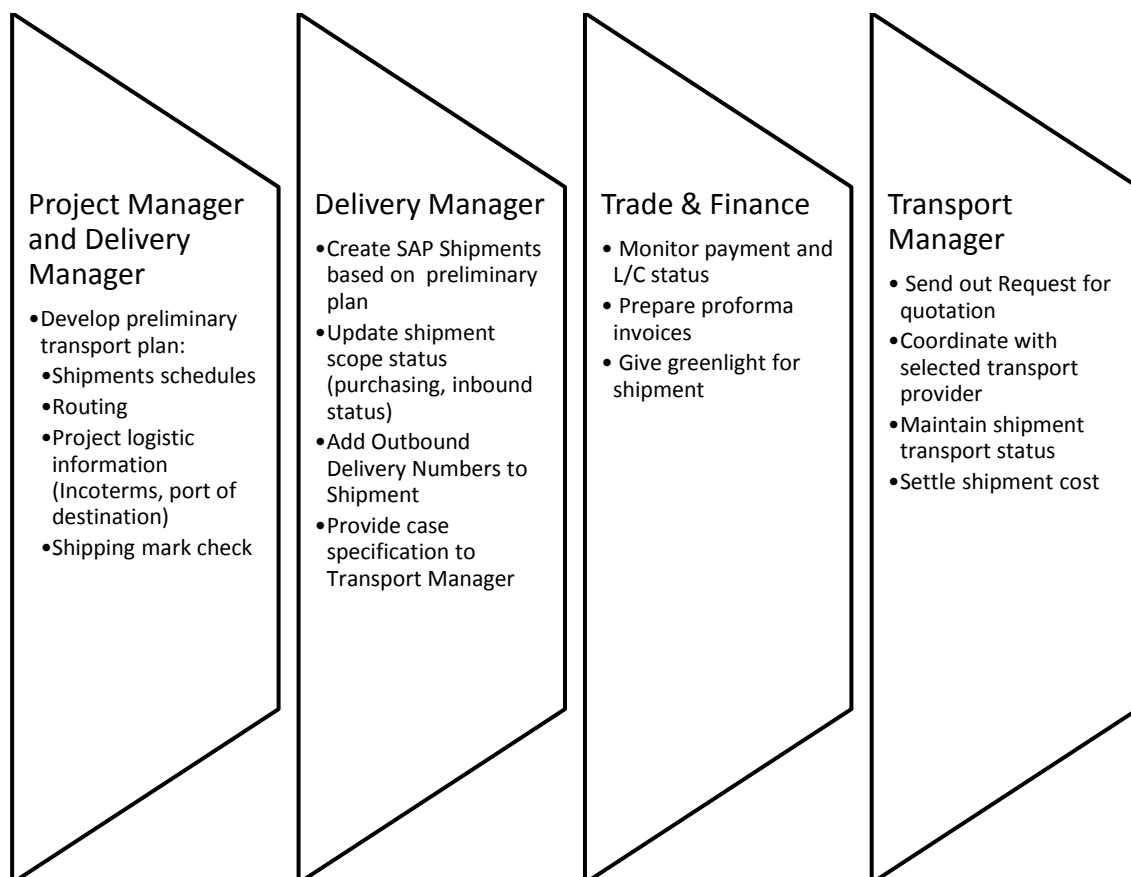 Project Manager
and Delivery
Manager
•Develop preliminary
transport plan:
•Shipments schedules
•Routing
•Project logistic
information
(Incoterms, port of
destination)
•Shipping mark check
Delivery Manager
•Create SAP Shipments
based on preliminary
plan
•Update shipment
scope status
(purchasing, inbound
status)
•Add Outbound
Delivery Numbers to
Shipment
•Provide case
specification to
Transport Manager
Trade & Finance
• Monitor payment and
L/C status
• Prepare proforma
invoices
• Give greenlight for
shipment
Transport
Manager
• Send out Request for
quotation
•Coordinate with
selected transport
provider
•Maintain shipment
transport status
•Settle shipment cost